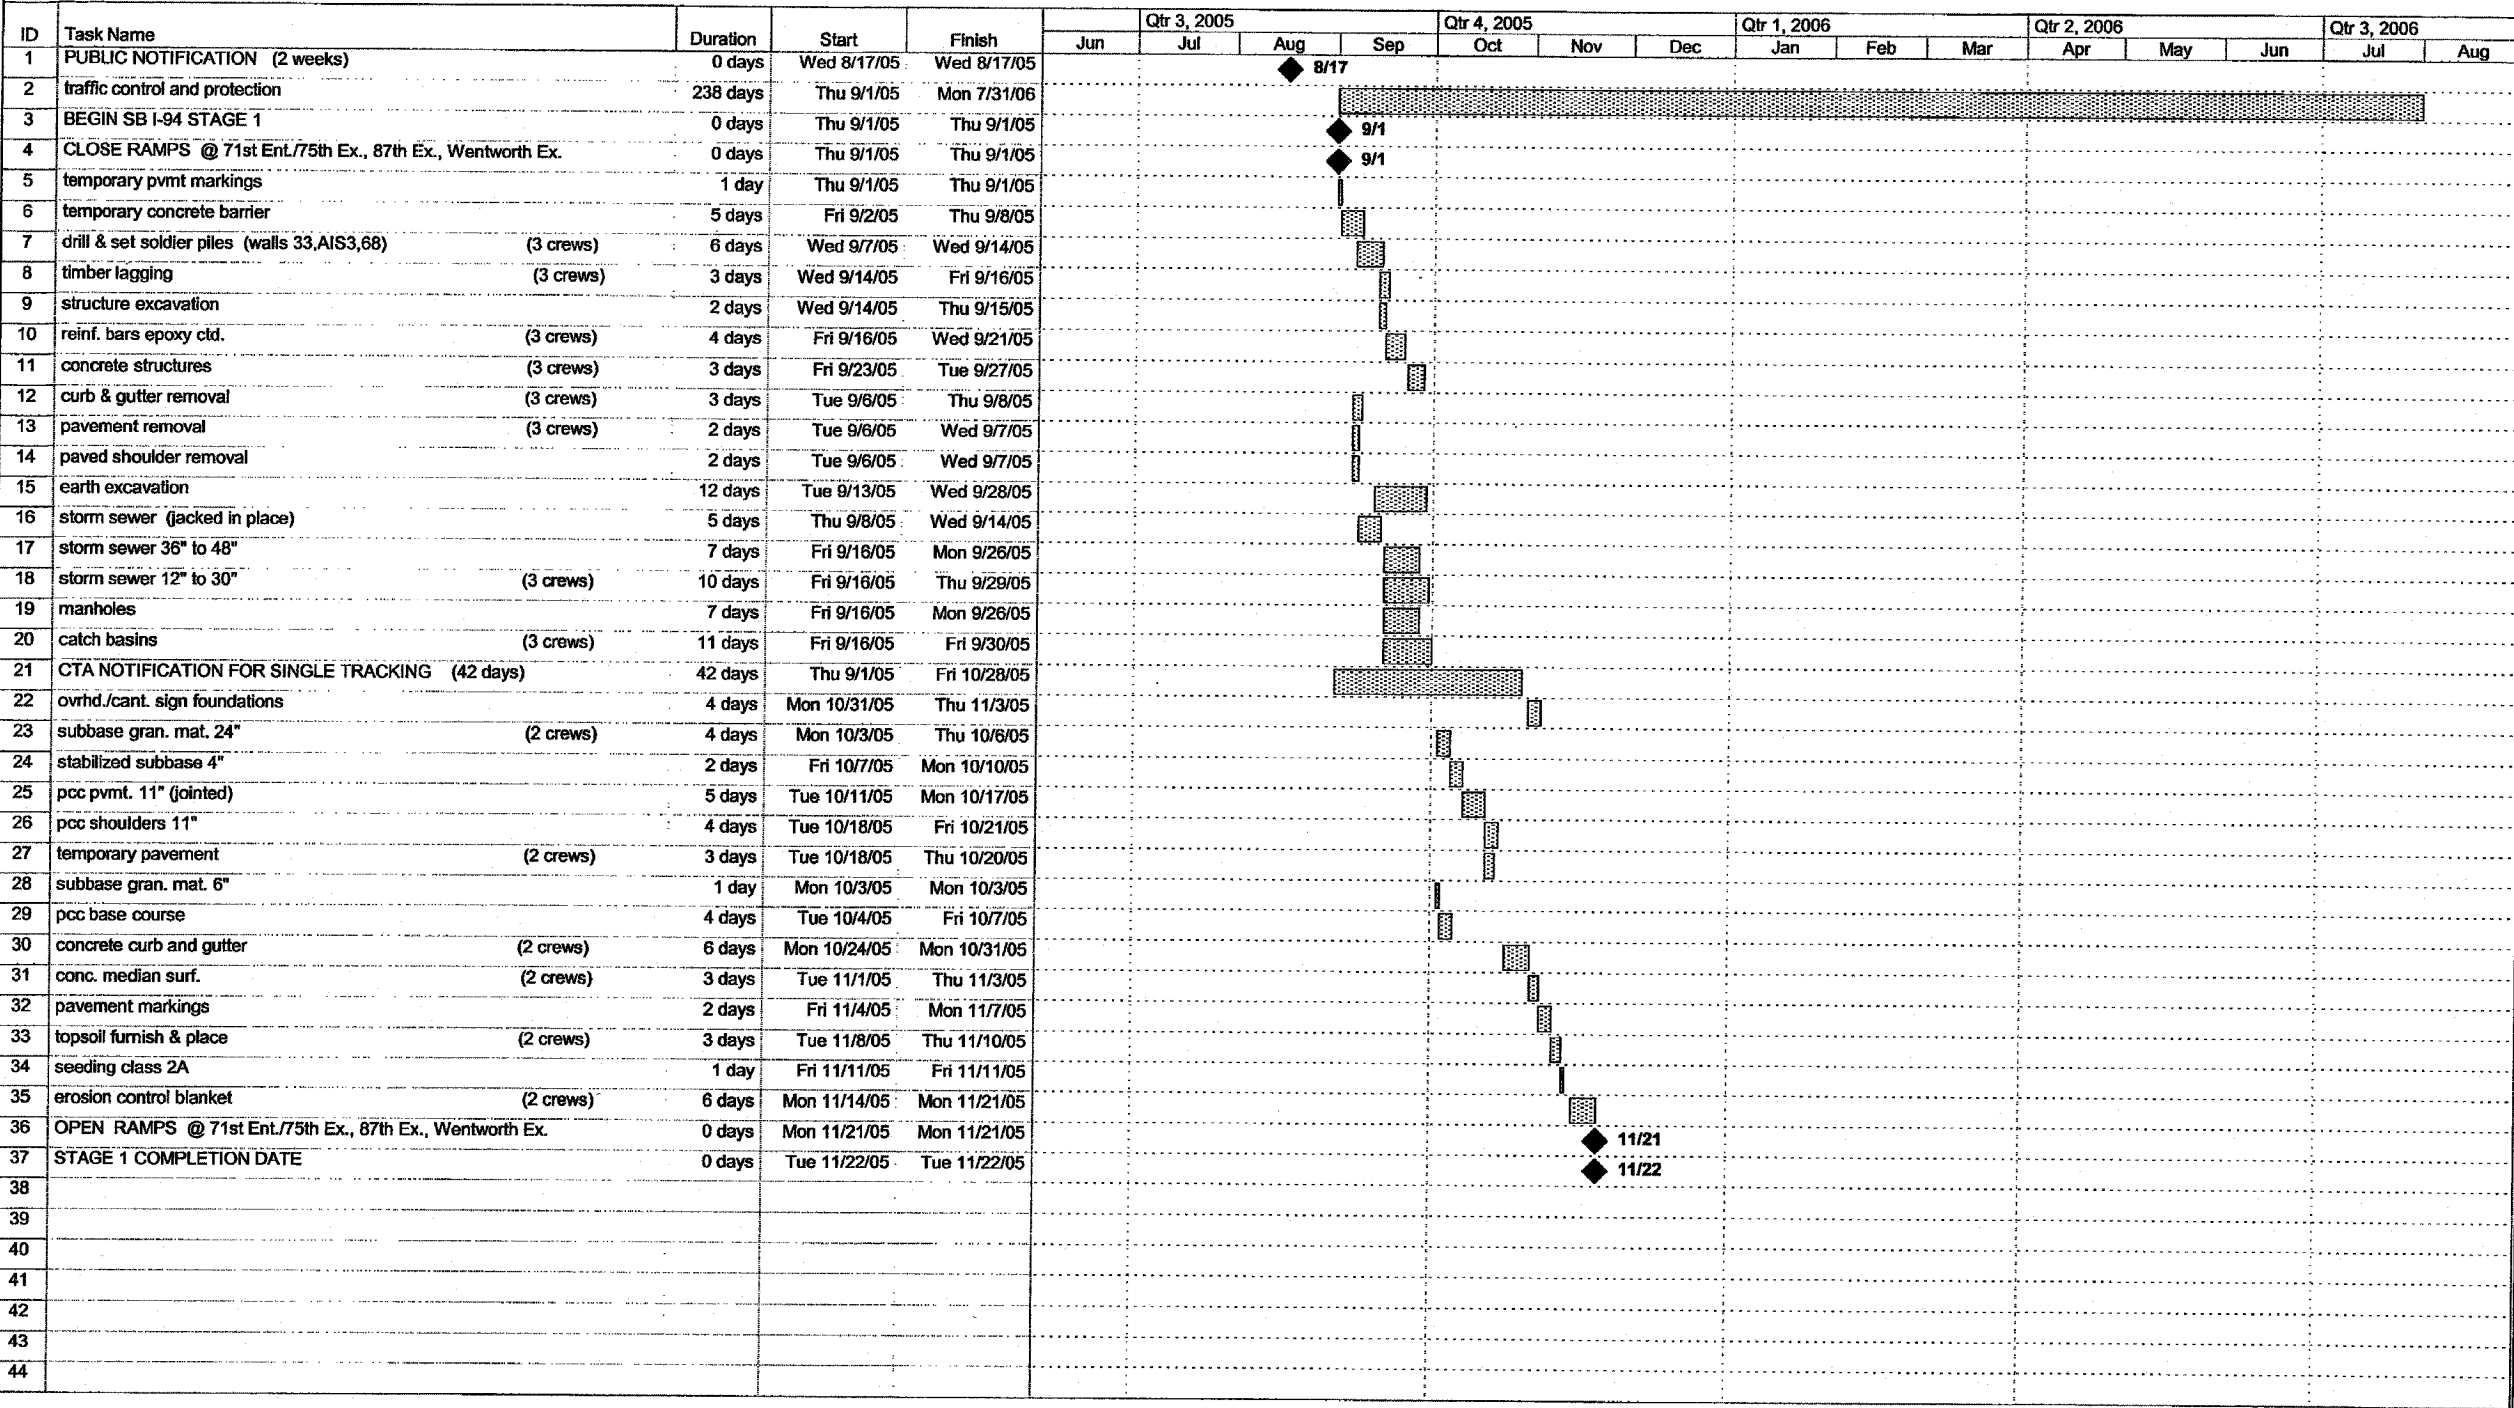 ID Task Name Duration Start Finish Qtr 3, 2005 Qtr 4, 2005 Qtr 1, 2006 Qtr 2, 2006 Qtr 3, 2006
Jun Jul Aug Sep Oct Nov Dec Jan Feb Mar Apr May Jun Jul Aug
1 PUBLIC NOTIFICATION (2 weeks) 0 days Wed 8/17/05 Wed 8/17/05 8/17
2 traffic control and protection 238 days Thu 9/1/05 Mon 7/31/06
3 BEGIN SB I-94 STAGE 1 0 days Thu 9/1/05 Thu 9/1/05 9/1
4 CLOSE RAMPS @ 71st Ent./75th Ex., 87th Ex., Wentworth Ex. 0 days Thu 9/1/05 Thu 9/1/05 9/1
5 temporary pvmt markings 1 day Thu 9/1/05 Thu 9/1/05
6 temporary concrete barrier 5 days Fri 9/2/05 Thu 9/8/05
7 drill & set soldier piles (walls 33,AIS3,68) (3 crews) 6 days Wed 9/7/05 Wed 9/14/05
8 timber lagging (3 crews) 3 days Wed 9/14/05 Fri 9/16/05
9 structure excavation 2 days Wed 9/14/05 Thu 9/15/05
10 reinf. bars epoxy ctd. (3 crews) 4 days Fri 9/16/05 Wed 9/21/05
11 concrete structures (3 crews) 3 days Fri 9/23/05 Tue 9/27/05
12 curb & gutter removal (3 crews) 3 days Tue 9/6/05 Thu 9/8/05
13 pavement removal (3 crews) 2 days Tue 9/6/05 Wed 9/7/05
14 paved shoulder removal 2 days Tue 9/6/05 Wed 9/7/05
15 earth excavation 12 days Tue 9/13/05 Wed 9/28/05
16 storm sewer (jacked in place) 5 days Thu 9/8/05 Wed 9/14/05
17 storm sewer 36" to 48" 7 days Fri 9/16/05 Mon 9/26/05
18 storm sewer 12" to 30" (3 crews) 10 days Fri 9/16/05 Thu 9/29/05
19 manholes 7 days Fri 9/16/05 Mon 9/26/05
20 catch basins (3 crews) 11 days Fri 9/16/05 Fri 9/30/05
21 CTA NOTIFICATION FOR SINGLE TRACKING (42 days) 42 days Thu 9/1/05 Fri 10/28/05
22 ovrhd./cant. sign foundations 4 days Mon 10/31/05 Thu 11/3/05
23 subbase gran. mat. 24" (2 crews) 4 days Mon 10/3/05 Thu 10/6/05
24 stabilized subbase 4" 2 days Fri 10/7/05 Mon 10/10/05
25 pcc pvmt. 11" (jointed) 5 days Tue 10/11/05 Mon 10/17/05
26 pcc shoulders 11" 4 days Tue 10/18/05 Fri 10/21/05
27 temporary pavement (2 crews) 3 days Tue 10/18/05 Thu 10/20/05
28 subbase gran. mat. 6" 1 day Mon 10/3/05 Mon 10/3/05
29 pcc base course 4 days Tue 10/4/05 Fri 10/7/05
30 concrete curb and gutter (2 crews) 6 days Mon 10/24/05 Mon 10/31/05
31 conc. median surf. (2 crews) 3 days Tue 11/1/05 Thu 11/3/05
32 pavement markings 2 days Fri 11/4/05 Mon 11/7/05
33 topsoil furnish & place (2 crews) 3 days Tue 11/8/05 Thu 11/10/05
34 seeding class 2A 1 day Fri 11/11/05 Fri 11/11/05
35 erosion control blanket (2 crews) 6 days Mon 11/14/05 Mon 11/21/05
36 OPEN RAMPS @ 71st Ent./75th Ex., 87th Ex., Wentworth Ex. 0 days Mon 11/21/05 Mon 11/21/05 11/21
37 STAGE 1 COMPLETION DATE 0 days Tue 11/22/05 Tue 11/22/05 11/22
38
39
40
41
42
43
44